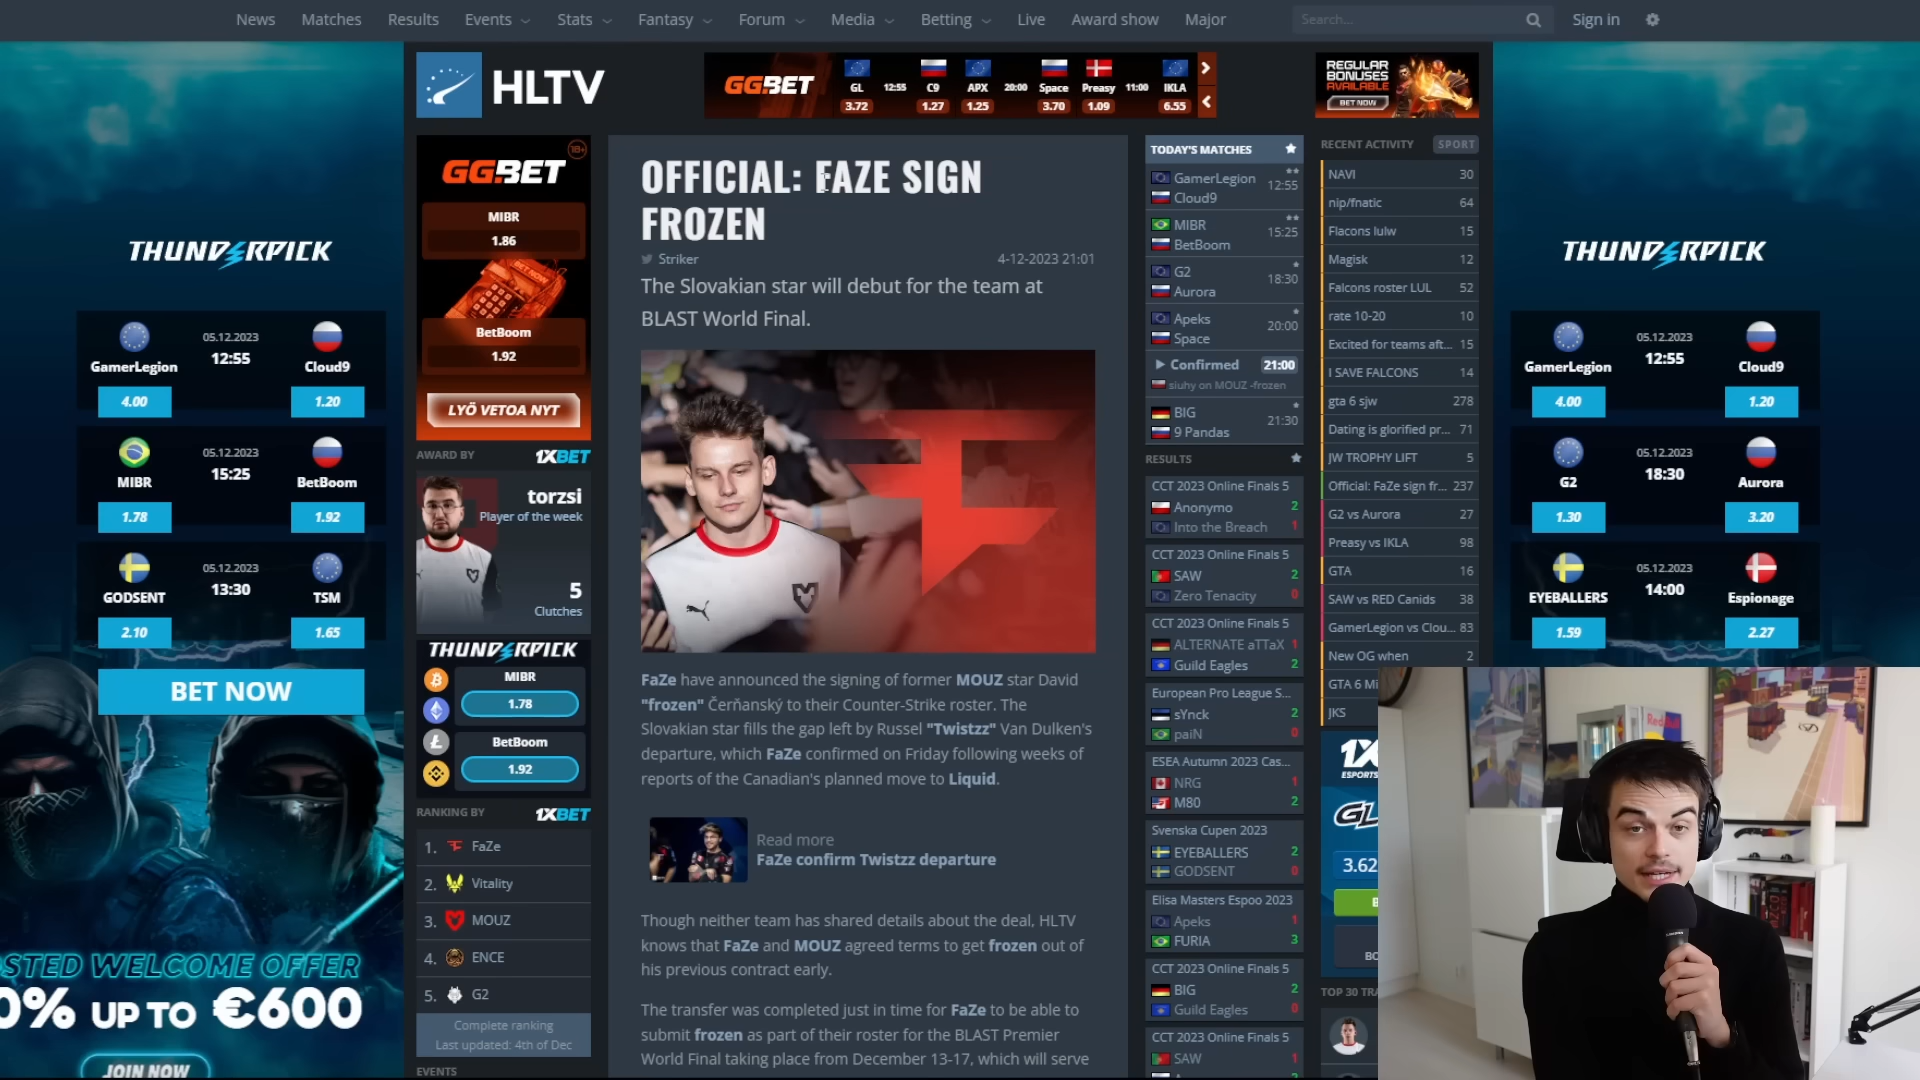 News
Matches
Results
Events
Stats
Fantasy
Forum
Media
Betting
Live
Award show
Major
Search...
Sign in
HLTV
GG.BET
GL
12:55
C9
APX
20:00
Space
Preasy
11:00
IKLA
3.72
1.27
1.25
3.70
1.09
6.55
REGULAR
BONUSES
AVAILABLE
BET NOW
THUNDERPICK
05.12.2023
12:55
GamerLegion
Cloud9
4.00
1.20
05.12.2023
15:25
MIBR
BetBoom
1.78
1.92
05.12.2023
13:30
GODSENT
TSM
2.10
1.65
BET NOW
STED WELCOME OFFER
0% UP TO €600
JOIN NOW
18+
GG.BET
MIBR
1.86
BET NOW
BetBoom
1.92
LYÖ VETOA NYT
AWARD BY
1XBET
torzsi
Player of the week
5
Clutches
THUNDERPICK
MIBR
1.78
BetBoom
1.92
RANKING BY
1XBET
1. FaZe
2. Vitality
3. MOUZ
4. ENCE
5. G2
Complete ranking
Last updated: 4th of Dec
EVENTS
OFFICIAL: FAZE SIGN
FROZEN
Striker
4-12-2023 21:01
The Slovakian star will debut for the team at
BLAST World Final.
FaZe have announced the signing of former MOUZ star David
"frozen" Čerňanský to their Counter-Strike roster. The
Slovakian star fills the gap left by Russel "Twistzz" Van Dulken's
departure, which FaZe confirmed on Friday following weeks of
reports of the Canadian's planned move to Liquid.
Read more
FaZe confirm Twistzz departure
Though neither team has shared details about the deal, HLTV
knows that FaZe and MOUZ agreed terms to get frozen out of
his previous contract early.
The transfer was completed just in time for FaZe to be able to
submit frozen as part of their roster for the BLAST Premier
World Final taking place from December 13-17, which will serve
TODAY'S MATCHES
GamerLegion
12:55
Cloud9
MIBR
15:25
BetBoom
G2
18:30
Aurora
Apeks
20:00
Space
Confirmed 21:00
siuhy on MOUZ -frozen
BIG
21:30
9 Pandas
RESULTS
CCT 2023 Online Finals 5
Anonymo 2
Into the Breach 1
CCT 2023 Online Finals 5
SAW 2
Zero Tenacity 0
CCT 2023 Online Finals 5
ALTERNATE aTTaX 1
Guild Eagles 2
European Pro League S...
sYnck 2
paiN 0
ESEA Autumn 2023 Cas...
NRG 1
M80 2
Svenska Cupen 2023
EYEBALLERS 2
GODSENT 0
Elisa Masters Espoo 2023
Apeks 1
FURIA 3
CCT 2023 Online Finals 5
BIG 2
Guild Eagles 0
CCT 2023 Online Finals 5
SAW 1
RECENT ACTIVITY SPORT
NAVI 30
nip/fnatic 64
Flacons lulw 15
Magisk 12
Falcons roster LUL 52
rate 10-20 10
Excited for teams aft... 15
I SAVE FALCONS 14
gta 6 sjw 278
Dating is glorified pr... 71
JW TROPHY LIFT 5
Official: FaZe sign fr... 237
G2 vs Aurora 27
Preasy vs IKLA 98
GTA 16
SAW vs RED Canids 38
GamerLegion vs Clou... 83
New OG when 2
GTA 6 Mi
JKS
1X
ESPORTS
GL
3.62
B
BO
TOP 30 TRA
THUNDERPICK
05.12.2023
12:55
GamerLegion
Cloud9
4.00
1.20
05.12.2023
18:30
G2
Aurora
1.30
3.20
05.12.2023
14:00
EYEBALLERS
Espionage
1.59
2.27